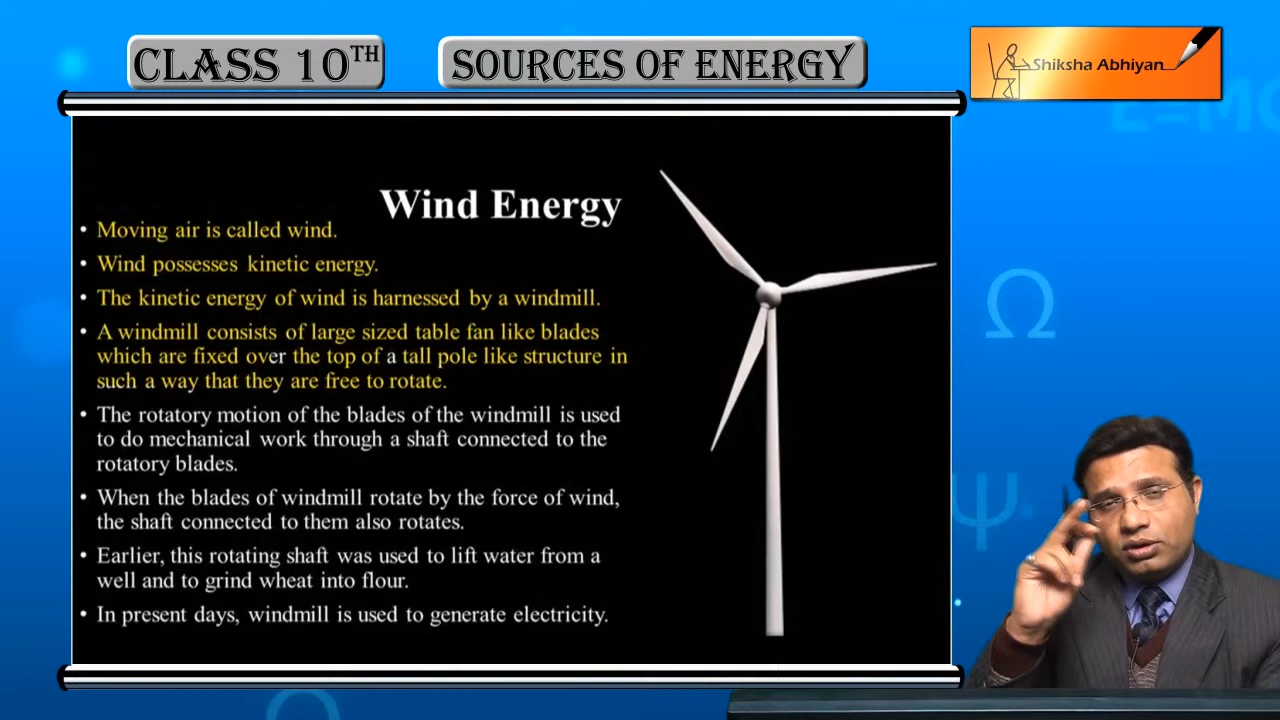 CLASS 10TH
SOURCES OF ENERGY
Shiksha Abhiyan
E=MC
Wind Energy
• Moving air is called wind.
• Wind possesses kinetic energy.
• The kinetic energy of wind is harnessed by a windmill.
• A windmill consists of large sized table fan like blades
which are fixed over the top of a tall pole like structure in
such a way that they are free to rotate.
• The rotatory motion of the blades of the windmill is used
to do mechanical work through a shaft connected to the
rotatory blades.
• When the blades of windmill rotate by the force of wind,
the shaft connected to them also rotates.
• Earlier, this rotating shaft was used to lift water from a
well and to grind wheat into flour.
• In present days, windmill is used to generate electricity.
Ω
Ψ